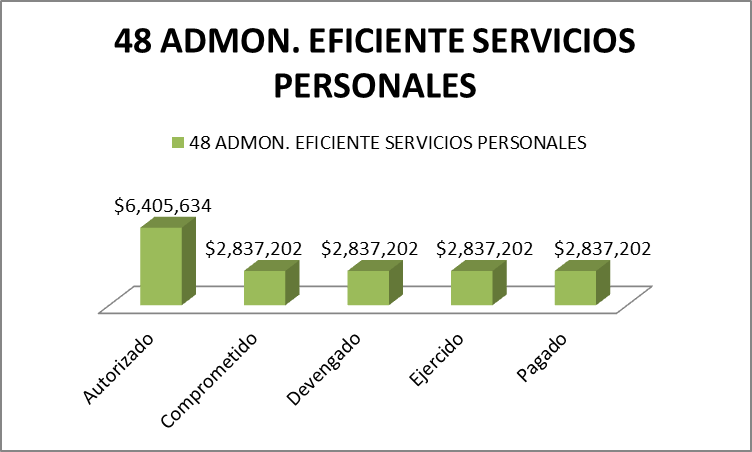 48 ADMON. EFICIENTE SERVICIOS
PERSONALES
48 ADMON. EFICIENTE SERVICIOS PERSONALES
$6,405,634
$2,837,202 $2,837,202 $2,837,202 $2,837,202
Autorizado
Comprometido
Devengado
Ejercido
Pagado